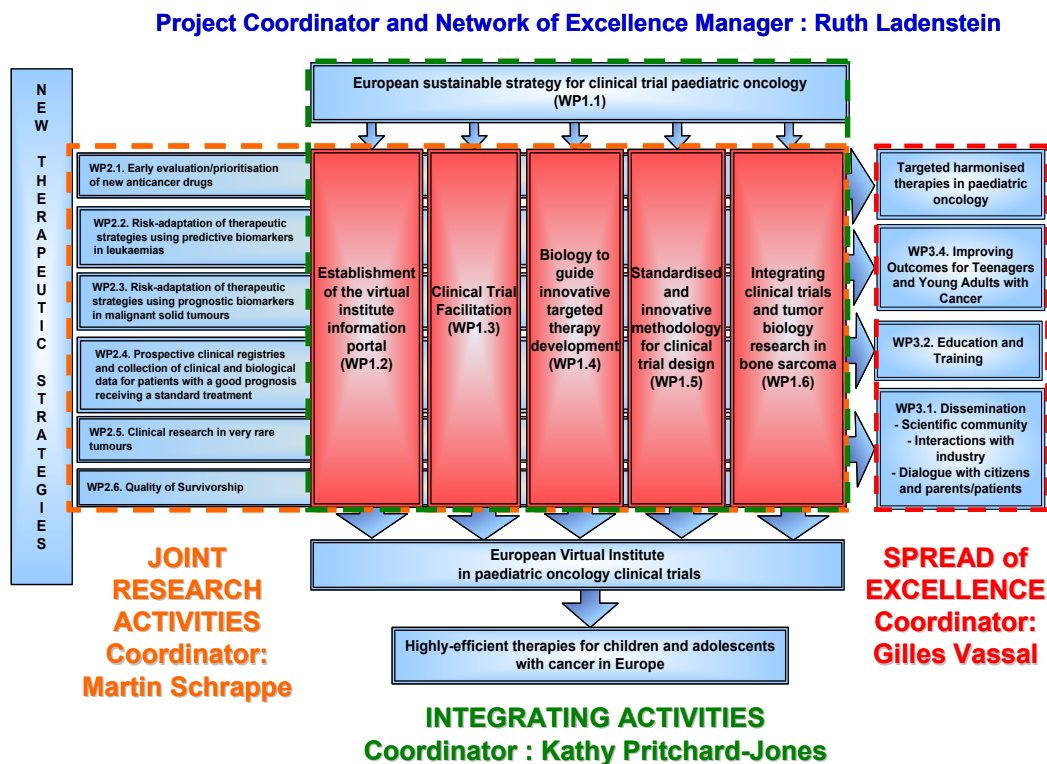 Project Coordinator and Network of Excellence Manager : Ruth Ladenstein
NEW THERAPEUTIC STRATEGIES
European sustainable strategy for clinical trial paediatric oncology
(WP1.1)
WP2.1. Early evaluation/prioritisation
of new anticancer drugs
WP2.2. Risk-adaptation of therapeutic
strategies using predictive biomarkers
in leukaemias
WP2.3. Risk-adaptation of therapeutic
strategies using prognostic biomarkers
in malignant solid tumours
WP2.4. Prospective clinical registries
and collection of clinical and biological
data for patients with a good prognosis
receiving a standard treatment
WP2.5. Clinical research in very rare
tumours
WP2.6. Quality of Survivorship
Establishment
of the virtual
institute
information
portal
(WP1.2)
Clinical Trial
Facilitation
(WP1.3)
Biology to
guide
innovative
targeted
therapy
development
(WP1.4)
Standardised
and
innovative
methodology
for clinical
trial design
(WP1.5)
Integrating
clinical trials
and tumor
biology
research in
bone sarcoma
(WP1.6)
Targeted harmonised
therapies in paediatric
oncology
WP3.4. Improving
Outcomes for Teenagers
and Young Adults with
Cancer
WP3.2. Education and
Training
WP3.1. Dissemination
- Scientific community
- Interactions with
industry
- Dialogue with citizens
and parents/patients
European Virtual Institute
in paediatric oncology clinical trials
Highly-efficient therapies for children and adolescents
with cancer in Europe
JOINT
RESEARCH
ACTIVITIES
Coordinator:
Martin Schrappe
SPREAD of
EXCELLENCE
Coordinator:
Gilles Vassal
INTEGRATING ACTIVITIES
Coordinator : Kathy Pritchard-Jones